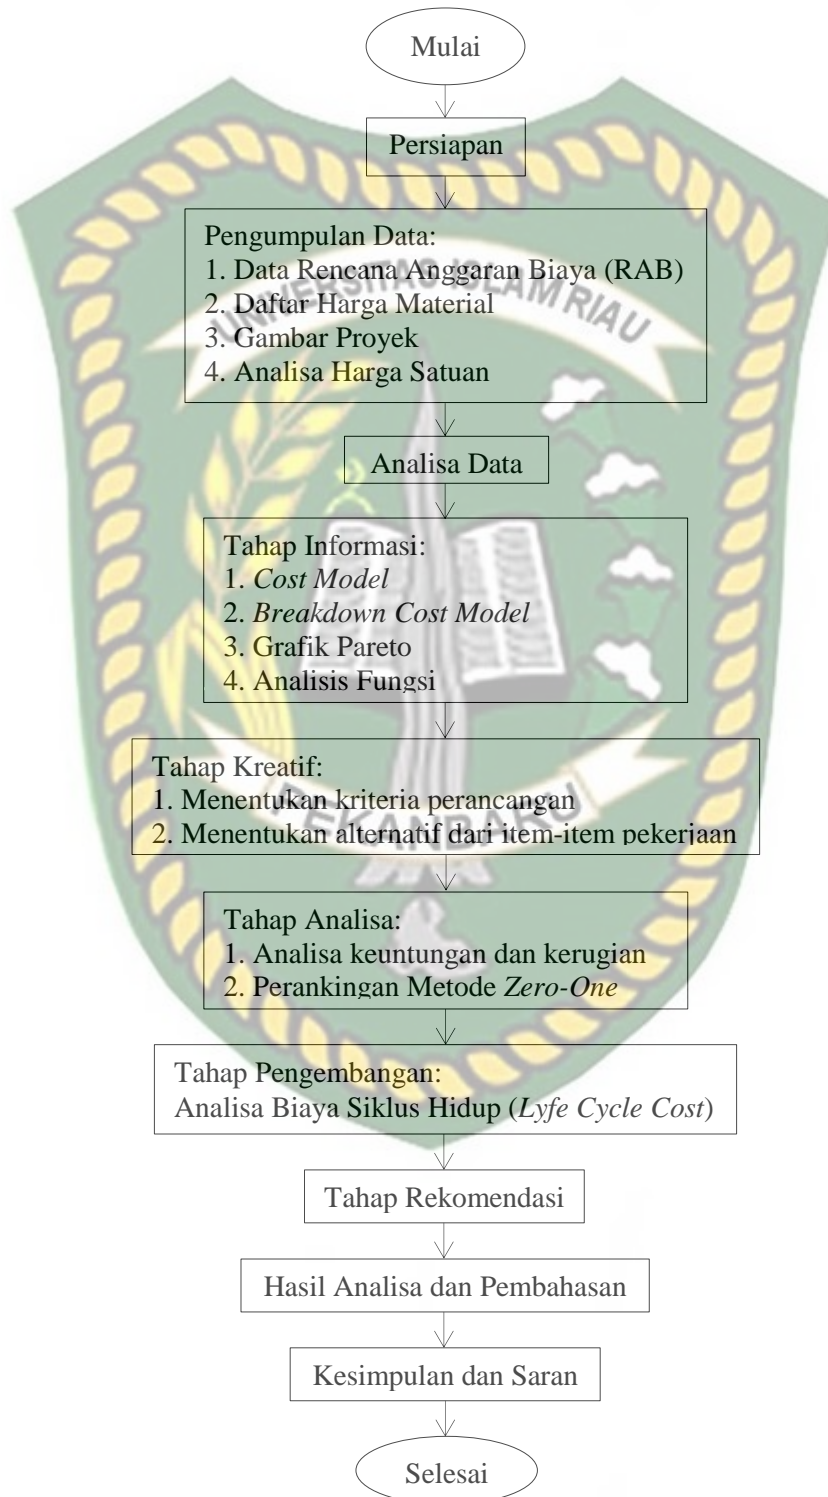 Mulai
Persiapan
Pengumpulan Data:
1. Data Rencana Anggaran Biaya (RAB)
2. Daftar Harga Material
3. Gambar Proyek
4. Analisa Harga Satuan
UNIVERSITAS ISLAM RIAU
Analisa Data
Tahap Informasi:
1. Cost Model
2. Breakdown Cost Model
3. Grafik Pareto
4. Analisis Fungsi
Tahap Kreatif:
1. Menentukan kriteria perancangan
2. Menentukan alternatif dari item-item pekerjaan
PEKANBARU
Tahap Analisa:
1. Analisa keuntungan dan kerugian
2. Perankingan Metode Zero-One
Tahap Pengembangan:
Analisa Biaya Siklus Hidup (Lyfe Cycle Cost)
Tahap Rekomendasi
Hasil Analisa dan Pembahasan
Kesimpulan dan Saran
Selesai